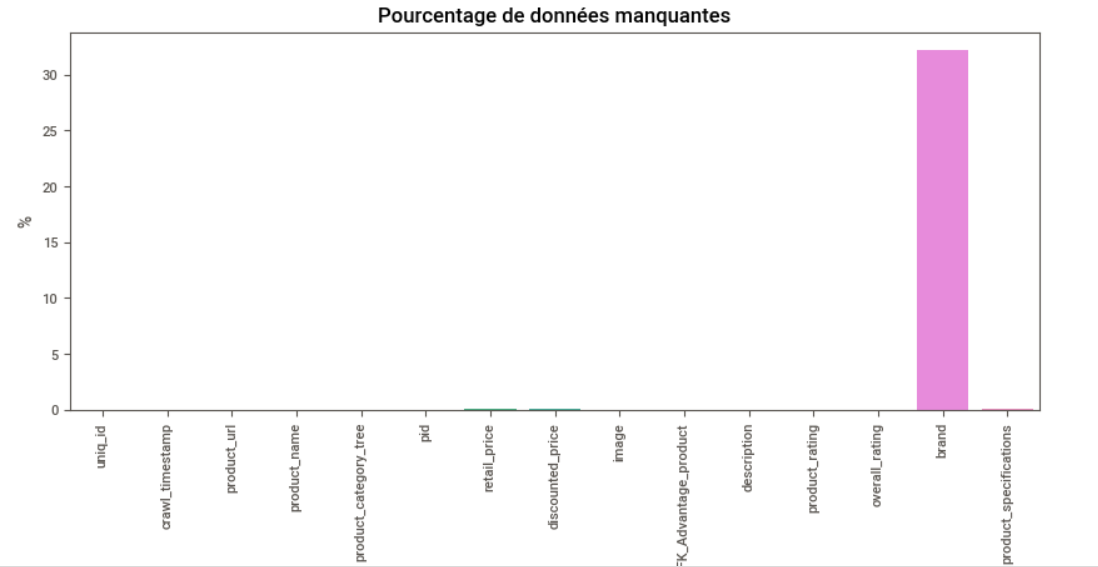 Pourcentage de données manquantes
%
30
25
20
15
10
5
0
uniq_id
crawl_timestamp
product_url
product_name
product_category_tree
pid
retail_price
discounted_price
image
FK_Advantage_product
description
product_rating
overall_rating
brand
product_specifications